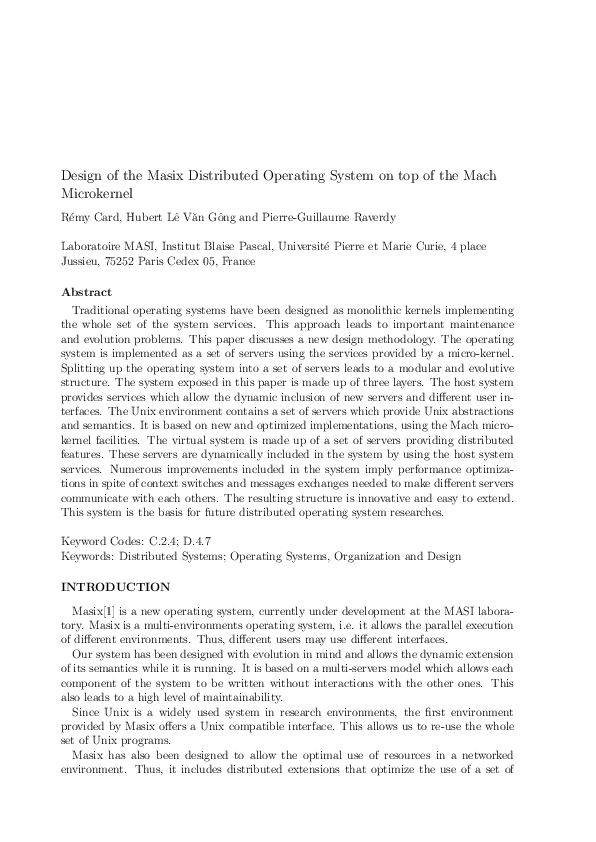 Design of the Masix Distributed Operating System on top of the Mach
Microkernel
Rémy Card, Hubert Lê Văn Gông and Pierre-Guillaume Raverdy
Laboratoire MASI, Institut Blaise Pascal, Université Pierre et Marie Curie, 4 place
Jussieu, 75252 Paris Cedex 05, France
Abstract
Traditional operating systems have been designed as monolithic kernels implementing
the whole set of the system services. This approach leads to important maintenance
and evolution problems. This paper discusses a new design methodology. The operating
system is implemented as a set of servers using the services provided by a micro-kernel.
Splitting up the operating system into a set of servers leads to a modular and evolutive
structure. The system exposed in this paper is made up of three layers. The host system
provides services which allow the dynamic inclusion of new servers and different user in-
terfaces. The Unix environment contains a set of servers which provide Unix abstractions
and semantics. It is based on new and optimized implementations, using the Mach micro-
kernel facilities. The virtual system is made up of a set of servers providing distributed
features. These servers are dynamically included in the system by using the host system
services. Numerous improvements included in the system imply performance optimiza-
tions in spite of context switches and messages exchanges needed to make different servers
communicate with each others. The resulting structure is innovative and easy to extend.
This system is the basis for future distributed operating system researches.
Keyword Codes: C.2.4; D.4.7
Keywords: Distributed Systems; Operating Systems, Organization and Design
INTRODUCTION
Masix[1] is a new operating system, currently under development at the MASI labora-
tory. Masix is a multi-environments operating system, i.e. it allows the parallel execution
of different environments. Thus, different users may use different interfaces.
Our system has been designed with evolution in mind and allows the dynamic extension
of its semantics while it is running. It is based on a multi-servers model which allows each
component of the system to be written without interactions with the other ones. This
also leads to a high level of maintainability.
Since Unix is a widely used system in research environments, the first environment
provided by Masix offers a Unix compatible interface. This allows us to re-use the whole
set of Unix programs.
Masix has also been designed to allow the optimal use of resources in a networked
environment. Thus, it includes distributed extensions that optimize the use of a set of